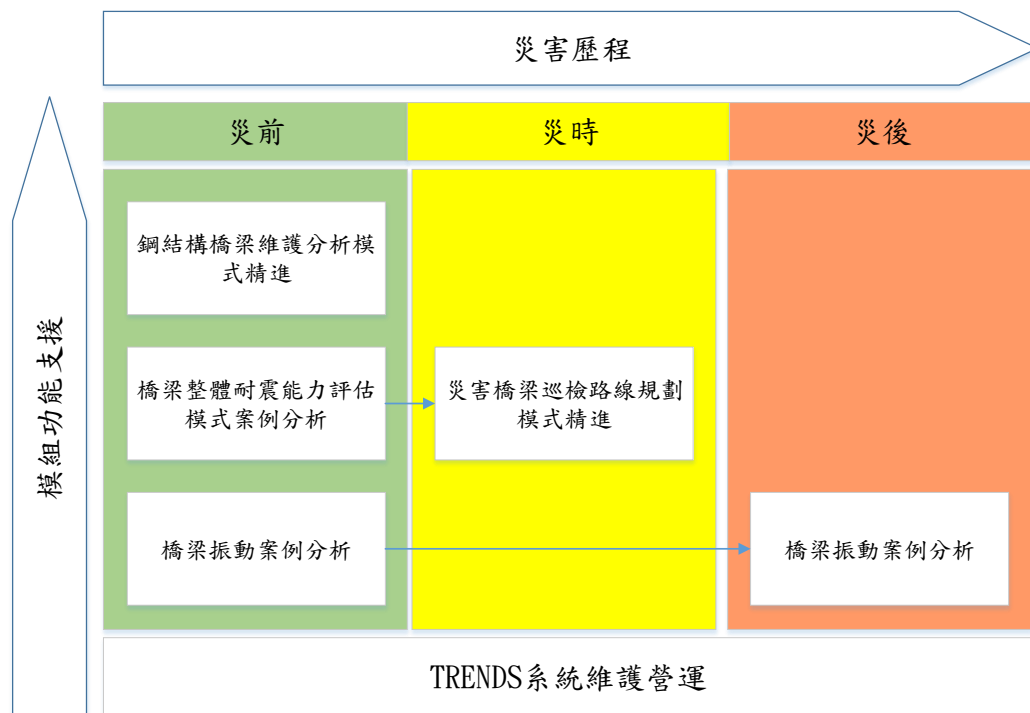 災害歷程
災前
災時
災後
模組功能支援
鋼結構橋梁維護分析模
式精進
橋梁整體耐震能力評估
模式案例分析
災害橋梁巡檢路線規劃
模式精進
橋梁振動案例分析
橋梁振動案例分析
TRENDS系統維護營運